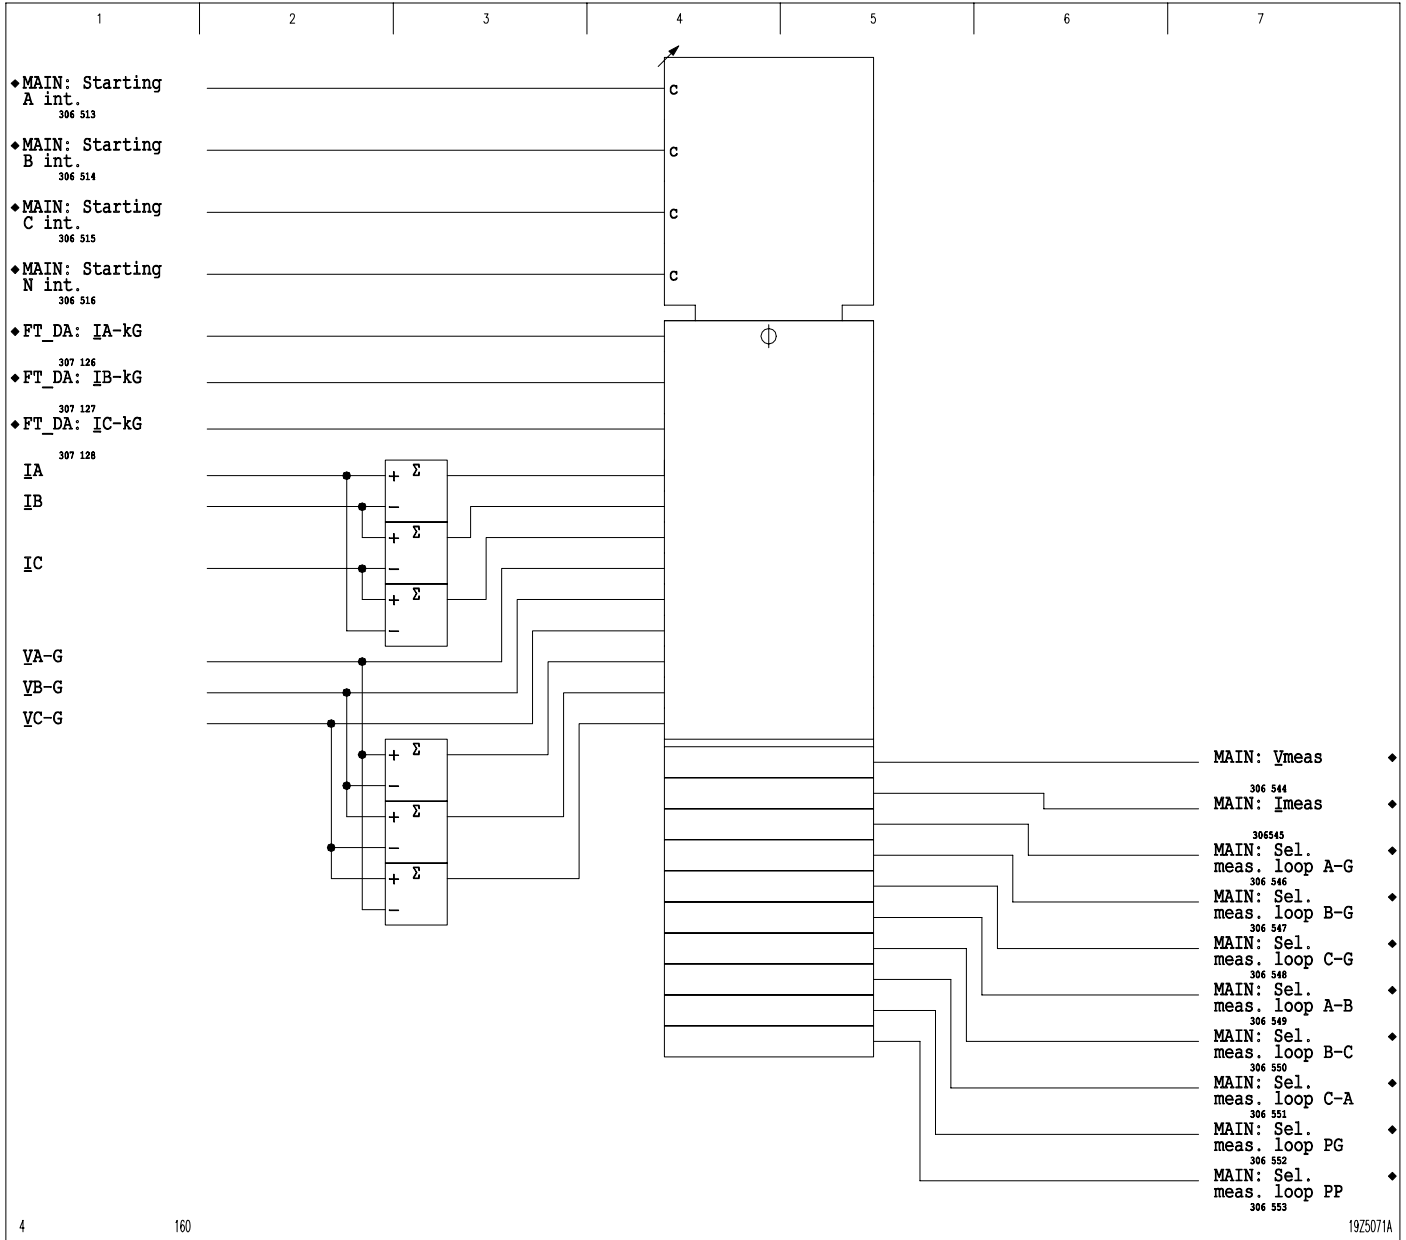 1 2 3 4 5 6 7
◆MAIN: Starting
A int.
306 513
C
◆MAIN: Starting
B int.
306 514
C
◆MAIN: Starting
C int.
306 515
C
◆MAIN: Starting
N int.
306 516
C
◆FT_DA: IA-kG
307 126
◆FT_DA: IB-kG
307 127
◆FT_DA: IC-kG
307 128
IA
+ Σ
IB
−
+ Σ
IC
−
+ Σ
−
VA-G
VB-G
VC-G
+ Σ
−
+ Σ
−
+ Σ
−
MAIN: Vmeas ◆
306 544
MAIN: Imeas ◆
306545
MAIN: Sel. ◆
meas. loop A-G
306 546
MAIN: Sel. ◆
meas. loop B-G
306 547
MAIN: Sel. ◆
meas. loop C-G
306 548
MAIN: Sel. ◆
meas. loop A-B
306 549
MAIN: Sel. ◆
meas. loop B-C
306 550
MAIN: Sel. ◆
meas. loop C-A
306 551
MAIN: Sel. ◆
meas. loop PG
306 552
MAIN: Sel. ◆
meas. loop PP
306 553
4 160 19Z5071A